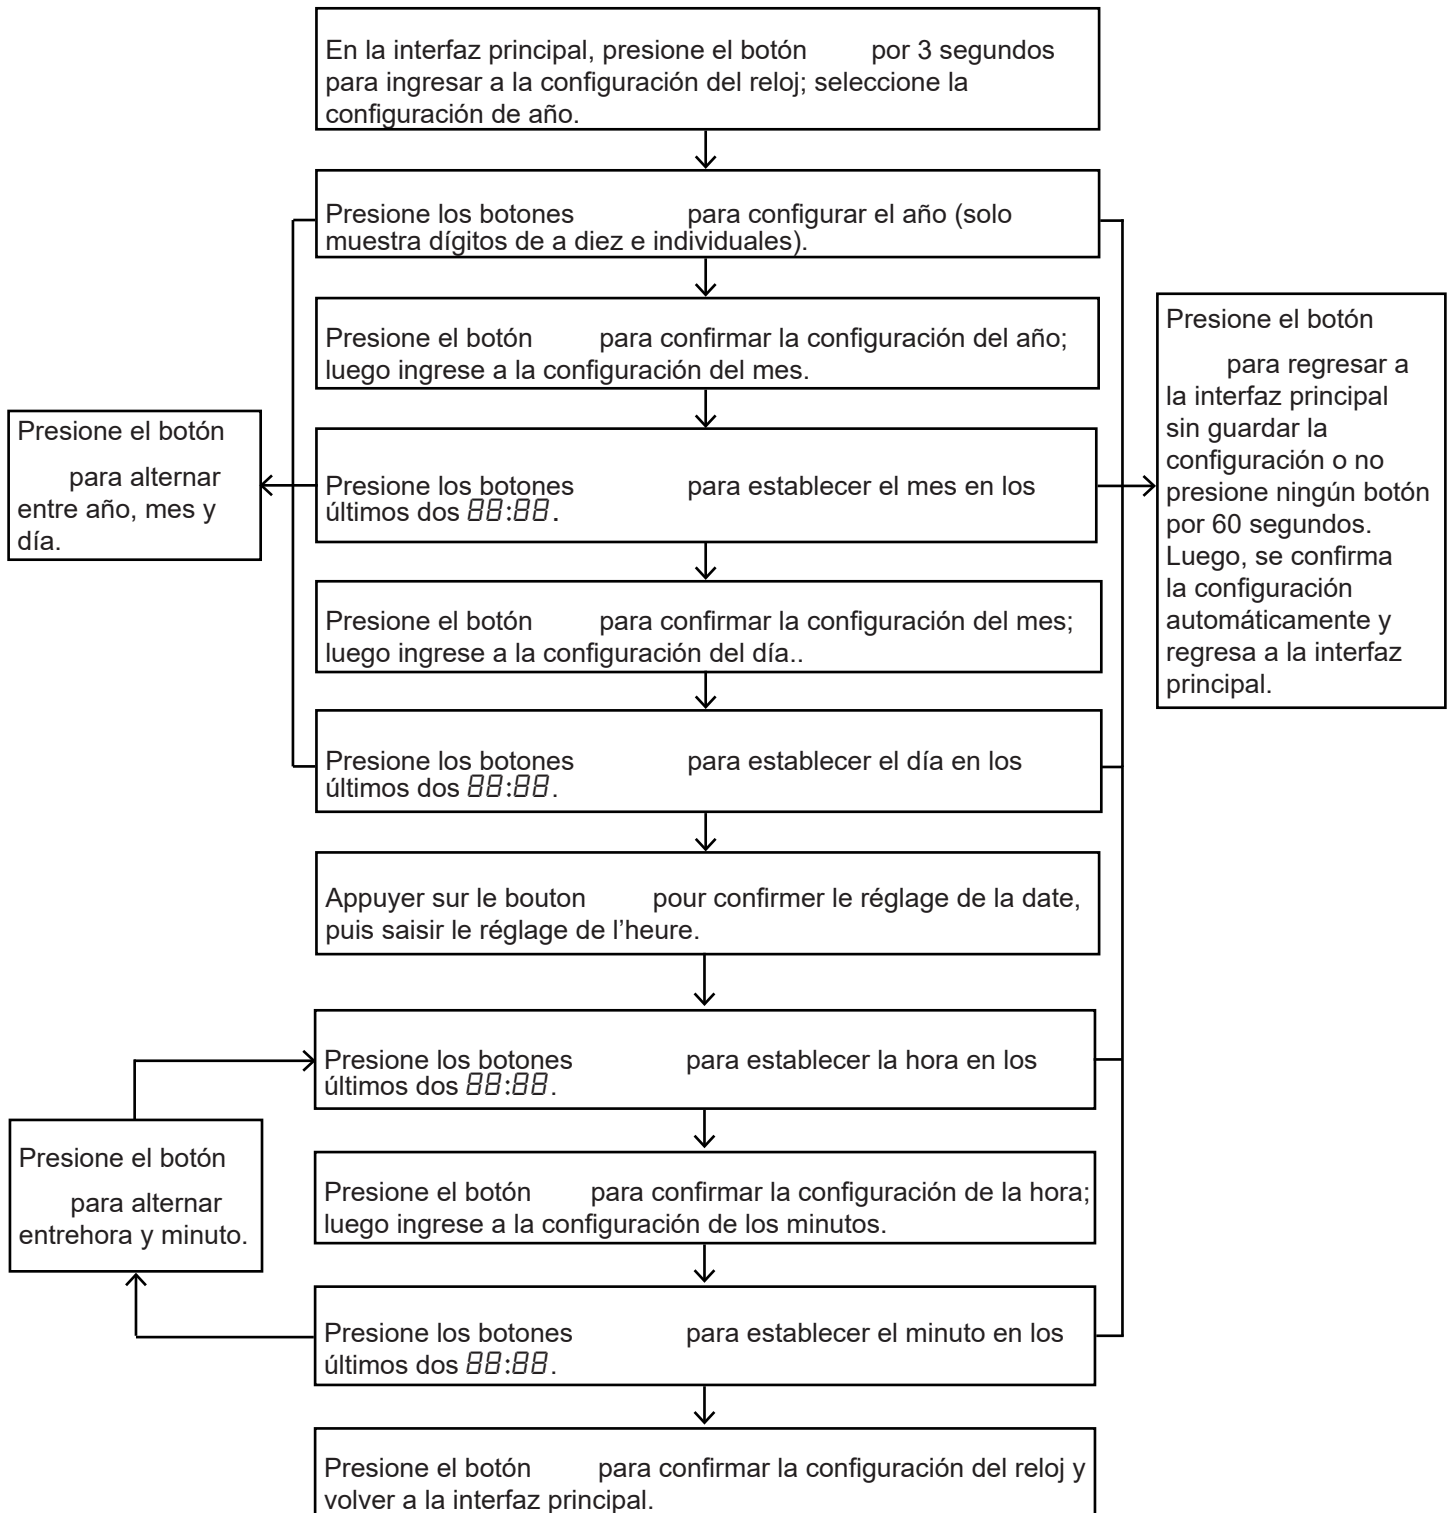 En la interfaz principal, presione el botón por 3 segundos
para ingresar a la configuración del reloj; seleccione la
configuración de año.
Presione los botones para configurar el año (solo
muestra dígitos de a diez e individuales).
Presione el botón para confirmar la configuración del año;
luego ingrese a la configuración del mes.
Presione el botón
para regresar a
la interfaz principal
sin guardar la
configuración o no
presione ningún botón
por 60 segundos.
Luego, se confirma
la configuración
automáticamente y
regresa a la interfaz
principal.
Presione el botón
para alternar
entre año, mes y
día.
Presione los botones para establecer el mes en los
últimos dos 88:88.
Presione el botón para confirmar la configuración del mes;
luego ingrese a la configuración del día..
Presione los botones para establecer el día en los
últimos dos 88:88.
Appuyer sur le bouton pour confirmer le réglage de la date,
puis saisir le réglage de l’heure.
Presione los botones para establecer la hora en los
últimos dos 88:88.
Presione el botón
para alternar
entrehora y minuto.
Presione el botón para confirmar la configuración de la hora;
luego ingrese a la configuración de los minutos.
Presione los botones para establecer el minuto en los
últimos dos 88:88.
Presione el botón para confirmar la configuración del reloj y
volver a la interfaz principal.